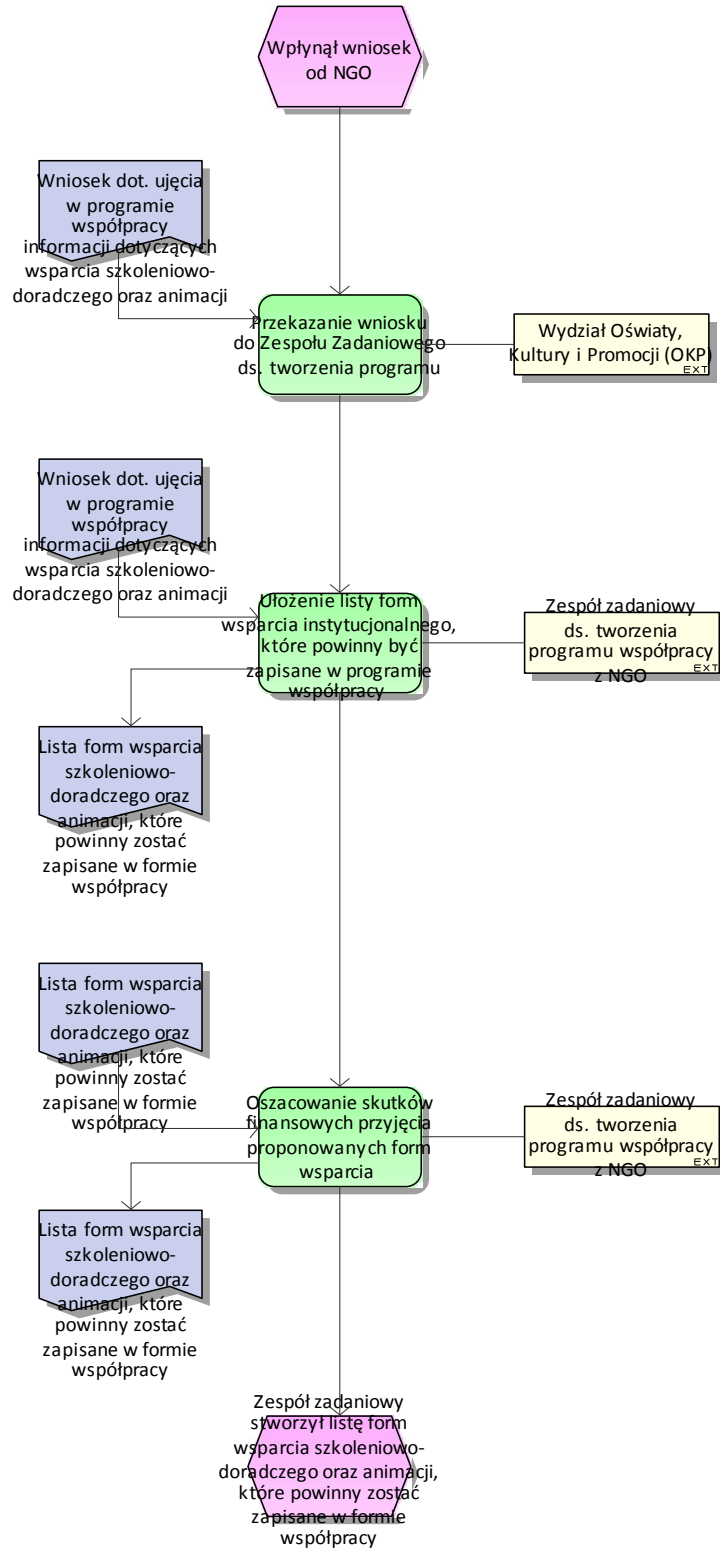 Wpłynął wniosek
od NGO
Wniosek dot. ujęcia
w programie
współpracy
informacji dotyczących
wsparcia szkoleniowo-
doradczego oraz animacji
Przekazanie wniosku
do Zespołu Zadaniowego
ds. tworzenia programu
Wydział Oświaty,
Kultury i Promocji (OKP)
EXT
Wniosek dot. ujęcia
w programie
współpracy
informacji dotyczących
wsparcia szkoleniowo-
doradczego oraz animacji
Ułożenie listy form
wsparcia instytucjonalnego,
które powinny być
zapisane w programie
współpracy
Zespół zadaniowy
ds. tworzenia
programu współpracy
z NGO
EXT
Lista form wsparcia
szkoleniowo-
doradczego oraz
animacji, które
powinny zostać
zapisane w formie
współpracy
Lista form wsparcia
szkoleniowo-
doradczego oraz
animacji, które
powinny zostać
zapisane w formie
współpracy
Oszacowanie skutków
finansowych przyjęcia
proponowanych form
wsparcia
Zespół zadaniowy
ds. tworzenia
programu współpracy
z NGO
EXT
Lista form wsparcia
szkoleniowo-
doradczego oraz
animacji, które
powinny zostać
zapisane w formie
współpracy
Zespół zadaniowy
stworzył listę form
wsparcia szkoleniowo-
doradczego oraz animacji,
które powinny zostać
zapisane w formie
współpracy